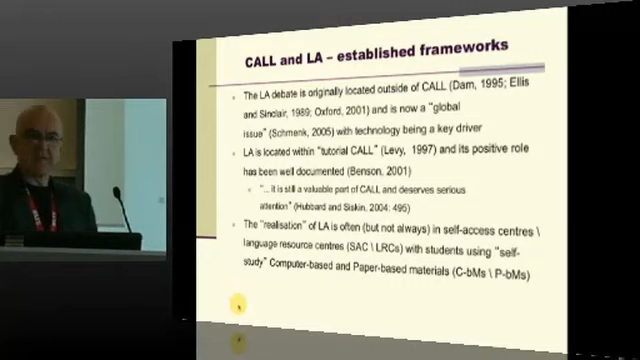 CALL and LA – established frameworks
The LA debate is originally located outside of CALL (Dam, 1995; Ellis
and Sinclair, 1989; Oxford, 2001) and is now a "global
issue" (Schmenk, 2005) with technology being a key driver
LA is located within "tutorial CALL" (Levy, 1997) and its positive role
has been well documented (Benson, 2001)
"... it is still a valuable part of CALL and deserves serious
attention" (Hubbard and Siskin, 2004: 495)
The "realisation" of LA is often (but not always) in self-access centres \
language resource centres (SAC \ LRCs) with students using "self-
study" Computer-based and Paper-based materials (C-bMs \ P-bMs)